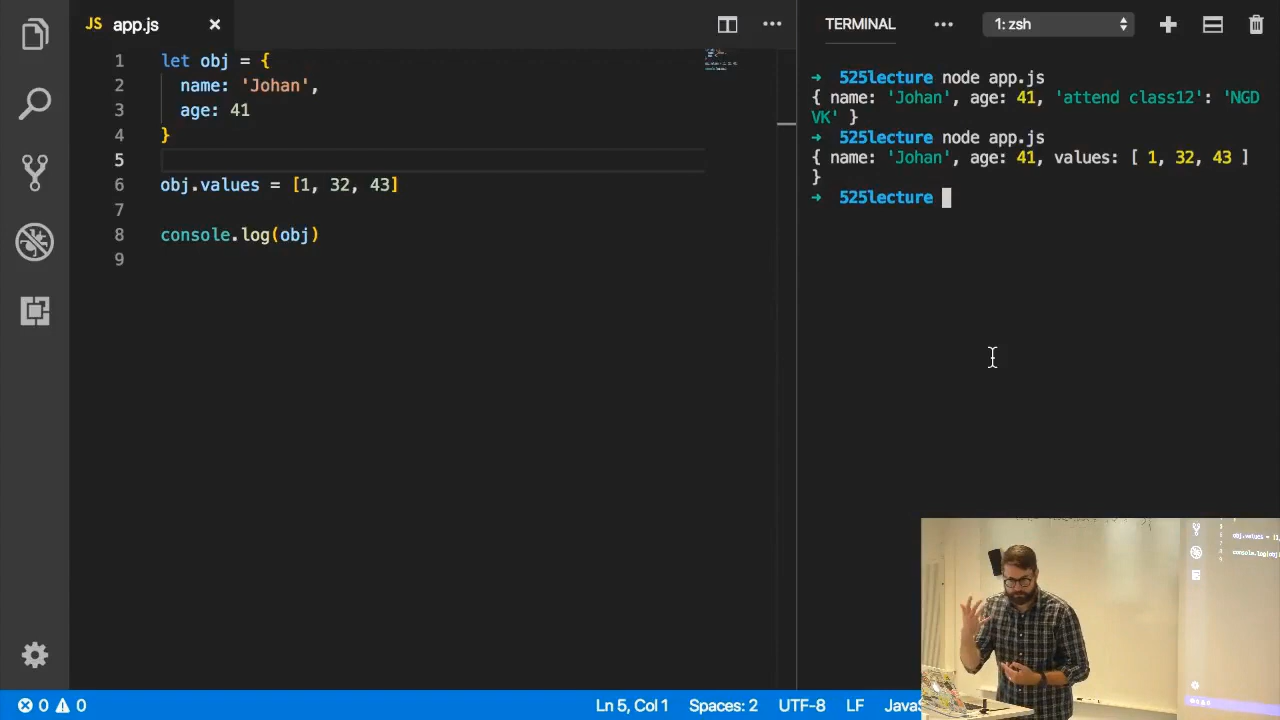 JS app.js ×
1 let obj = {
2 name: 'Johan',
3 age: 41
4 }
5
6 obj.values = [1, 32, 43]
7
8 console.log(obj)
9
TERMINAL ••• 1: zsh
➜ 525lecture node app.js
{ name: 'Johan', age: 41, 'attend class12': 'NGD
VK' }
➜ 525lecture node app.js
{ name: 'Johan', age: 41, values: [ 1, 32, 43 ]
}
➜ 525lecture
0 0 Ln 5, Col 1 Spaces: 2 UTF-8 LF JavaS